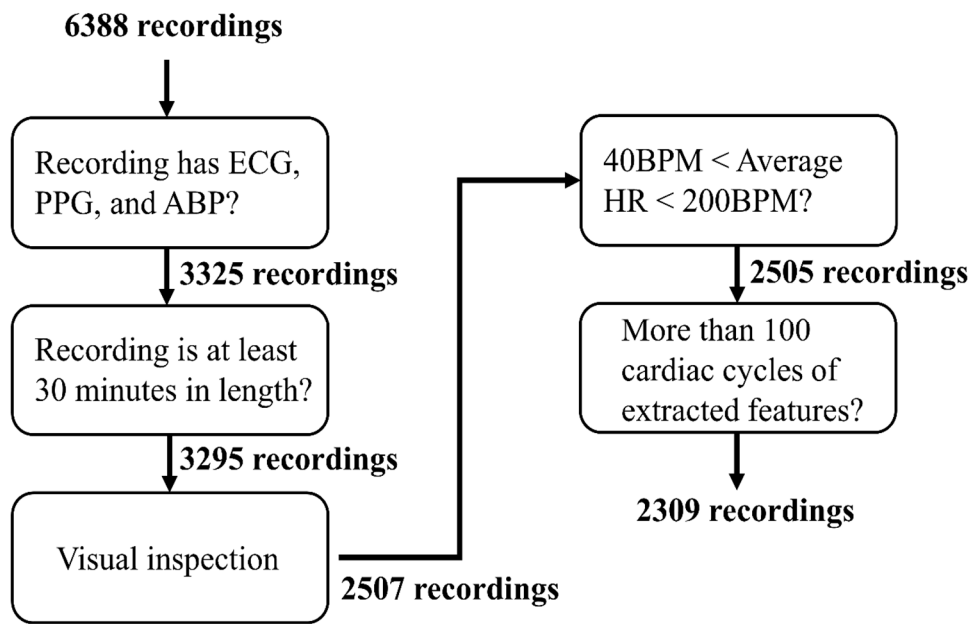 6388 recordings
Recording has ECG,
PPG, and ABP?
3325 recordings
Recording is at least
30 minutes in length?
3295 recordings
Visual inspection
2507 recordings
40BPM < Average
HR < 200BPM?
2505 recordings
More than 100
cardiac cycles of
extracted features?
2309 recordings